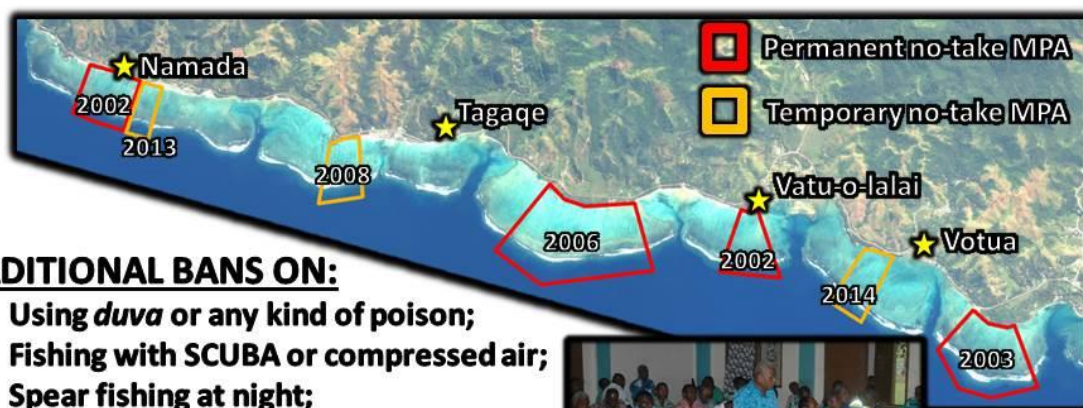 Permanent no-take MPA
Temporary no-take MPA
Namada
Tagaqe
Vatu-o-lalai
Votua
2002
2013
2008
2006
2002
2014
2003
DITIONAL BANS ON:
Using duva or any kind of poison;
Fishing with SCUBA or compressed air;
Spear fishing at night;